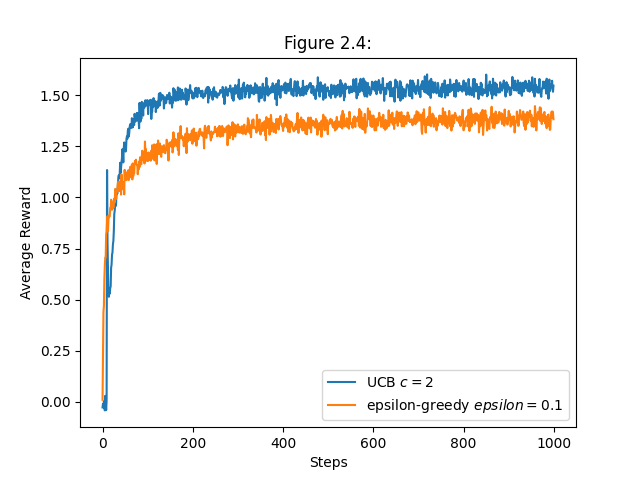 Figure 2.4:
Average Reward
1.50
1.25
1.00
0.75
0.50
0.25
0.00
UCB c = 2
epsilon-greedy epsilon = 0.1
0 200 400 600 800 1000
Steps